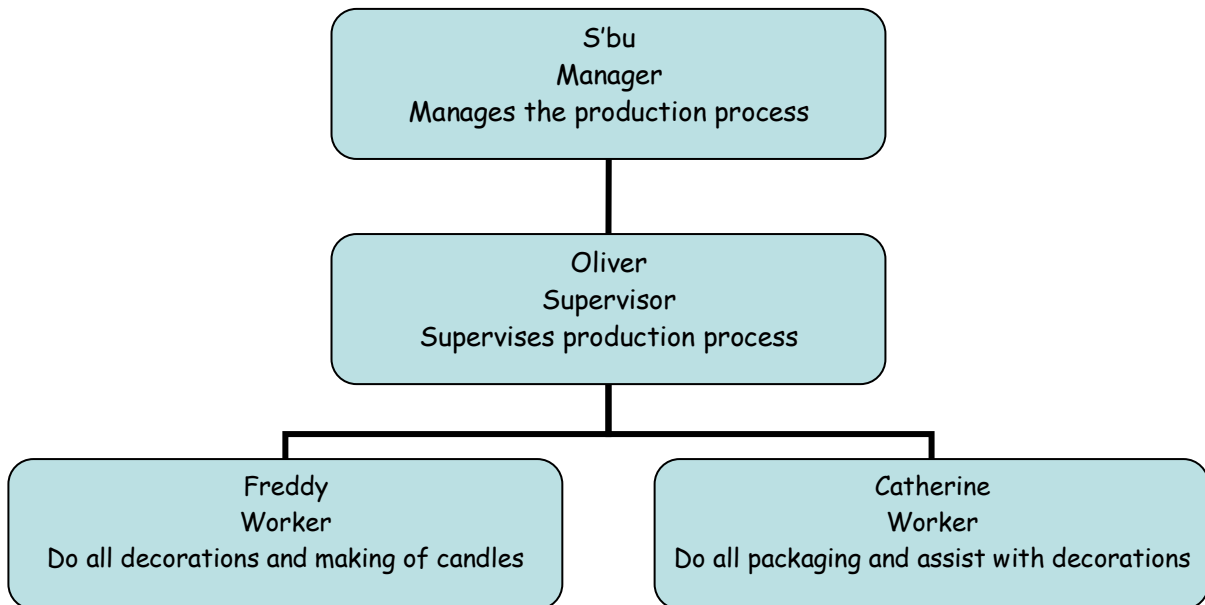 S'bu
Manager
Manages the production process
Oliver
Supervisor
Supervises production process
Freddy
Worker
Do all decorations and making of candles
Catherine
Worker
Do all packaging and assist with decorations